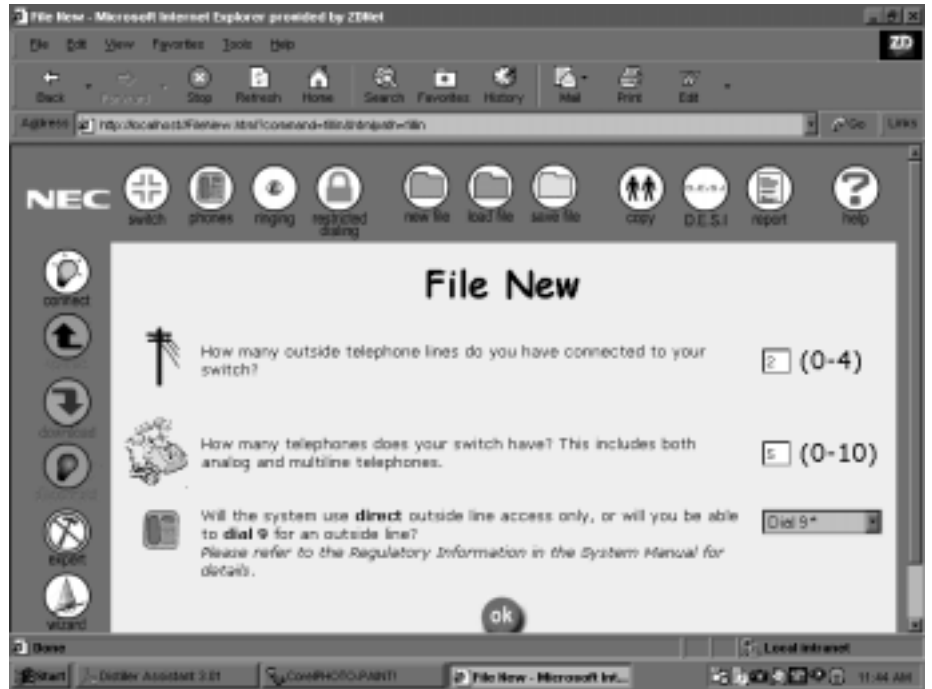 File New - Microsoft Internet Explorer provided by ZDNet
File Edit View Favorites Tools Help
ZD
Back Forward Stop Refresh Home Search Favorites History Mail Print Edit
Address Go Links
NEC
switch phones ringing restricted dialing new file load file save file copy D.E.S.I report help
connect
download
expert
wizard
File New
How many outside telephone lines do you have connected to your
switch?
2 (0-4)
How many telephones does your switch have? This includes both
analog and multiline telephones.
5 (0-10)
Will the system use direct outside line access only, or will you be able
to dial 9 for an outside line?
Please refer to the Regulatory Information in the System Manual for
details.
Dial 9*
ok
Done Local intranet
Start Distiller Assistant 3.01 Corel PHOTO-PAINT! File New - Microsoft Int... 11:44 AM